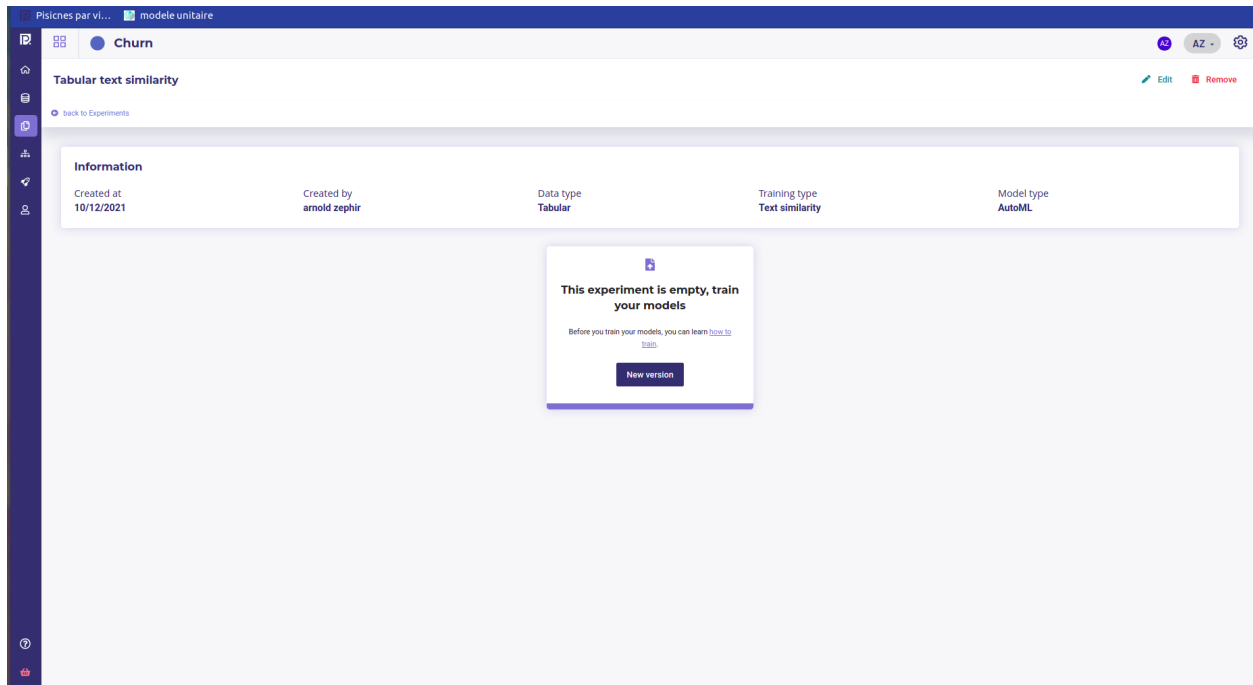 Pisicnes par vi... modele unitaire
Churn AZ AZ
Tabular text similarity Edit Remove
back to Experiments
Information
Created at Created by Data type Training type Model type
10/12/2021 arnold zephir Tabular Text similarity AutoML
This experiment is empty, train
your models
Before you train your models, you can learn how to
train.
New version